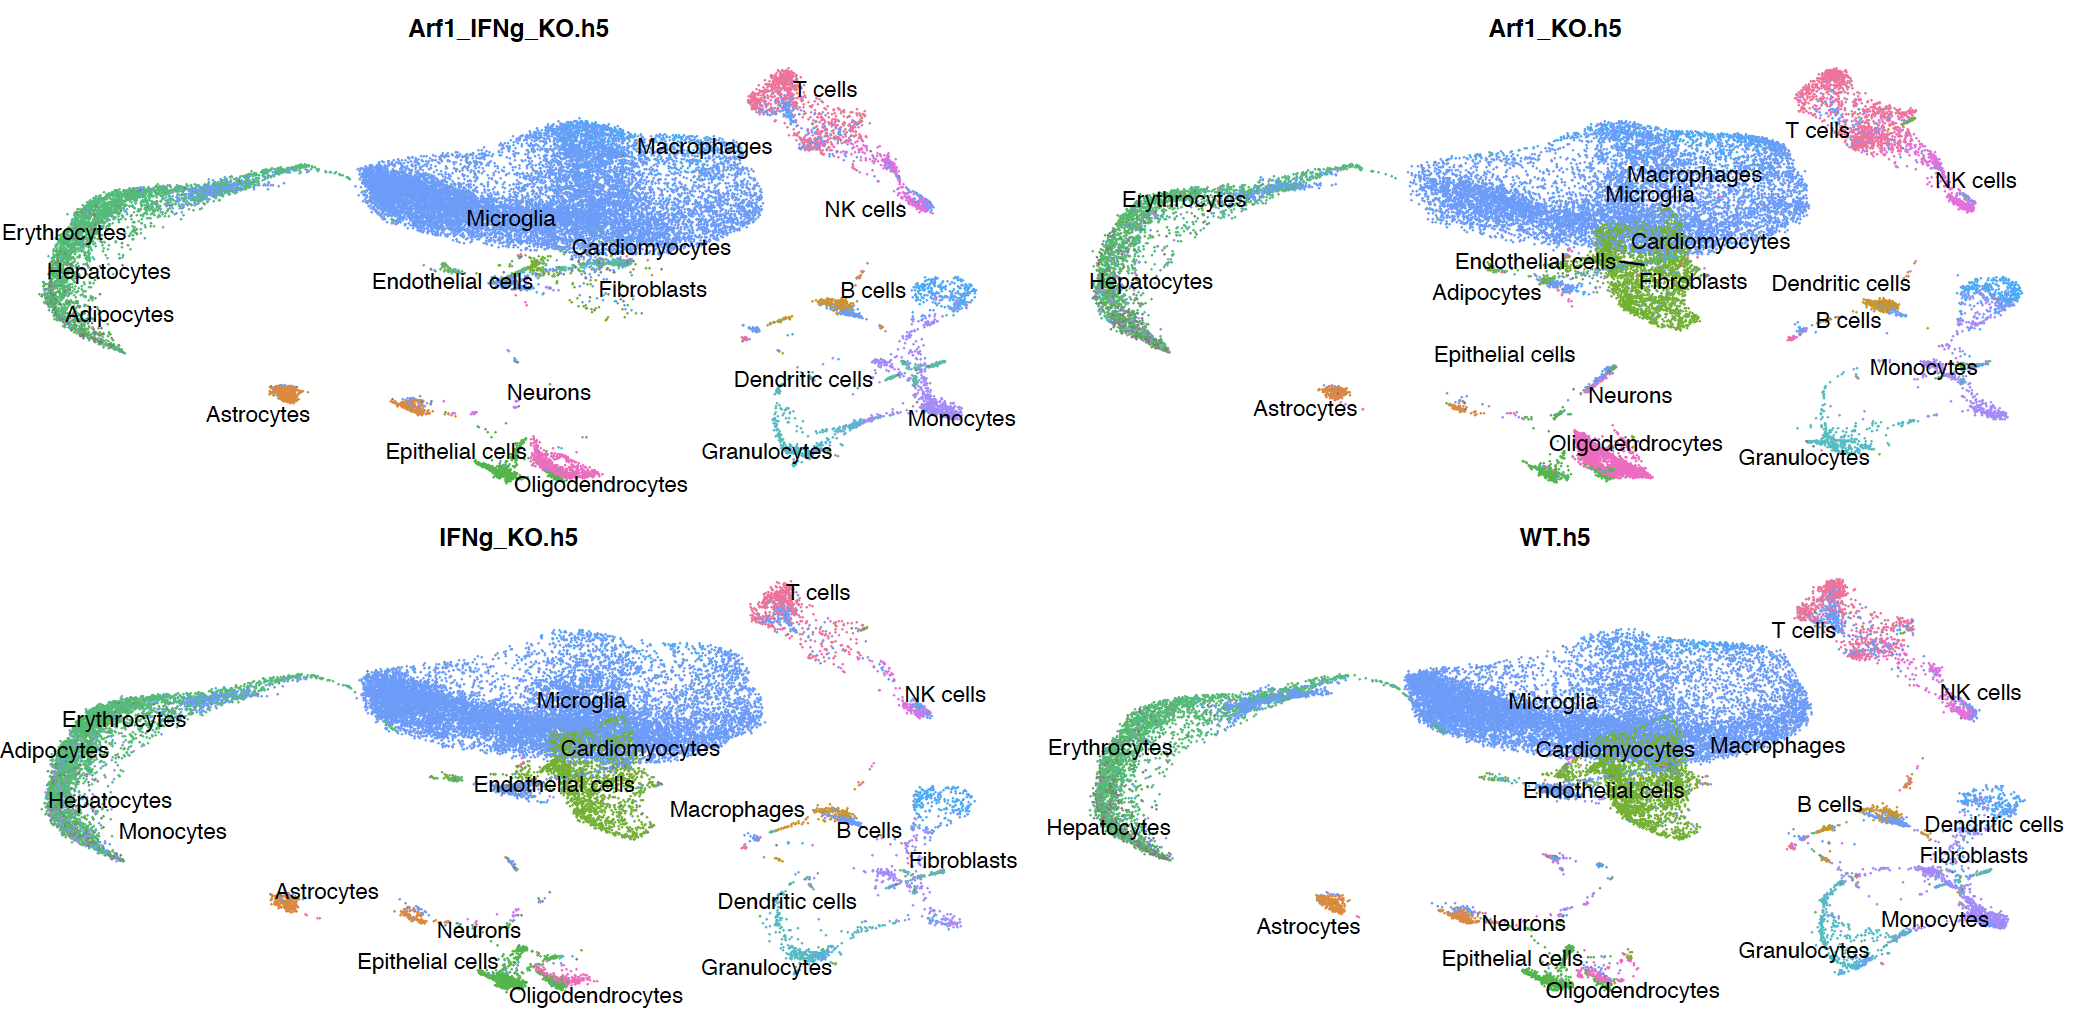 Arf1_IFNg_KO.h5
T cells
Macrophages
NK cells
Microglia
Erythrocytes
Cardiomyocytes
Hepatocytes
Endothelial cells
Fibroblasts
B cells
Adipocytes
Dendritic cells
Neurons
Astrocytes
Monocytes
Epithelial cells
Granulocytes
Oligodendrocytes
Arf1_KO.h5
T cells
Macrophages
NK cells
Microglia
Erythrocytes
Cardiomyocytes
Endothelial cells
Hepatocytes
Fibroblasts
Dendritic cells
Adipocytes
B cells
Epithelial cells
Monocytes
Neurons
Astrocytes
Oligodendrocytes
Granulocytes
IFNg_KO.h5
T cells
NK cells
Microglia
Erythrocytes
Adipocytes
Cardiomyocytes
Endothelial cells
Hepatocytes
Macrophages
Monocytes
B cells
Fibroblasts
Astrocytes
Dendritic cells
Neurons
Epithelial cells
Granulocytes
Oligodendrocytes
WT.h5
T cells
NK cells
Microglia
Erythrocytes
Cardiomyocytes
Macrophages
Endothelial cells
B cells
Hepatocytes
Dendritic cells
Fibroblasts
Astrocytes
Neurons
Monocytes
Epithelial cells
Granulocytes
Oligodendrocytes